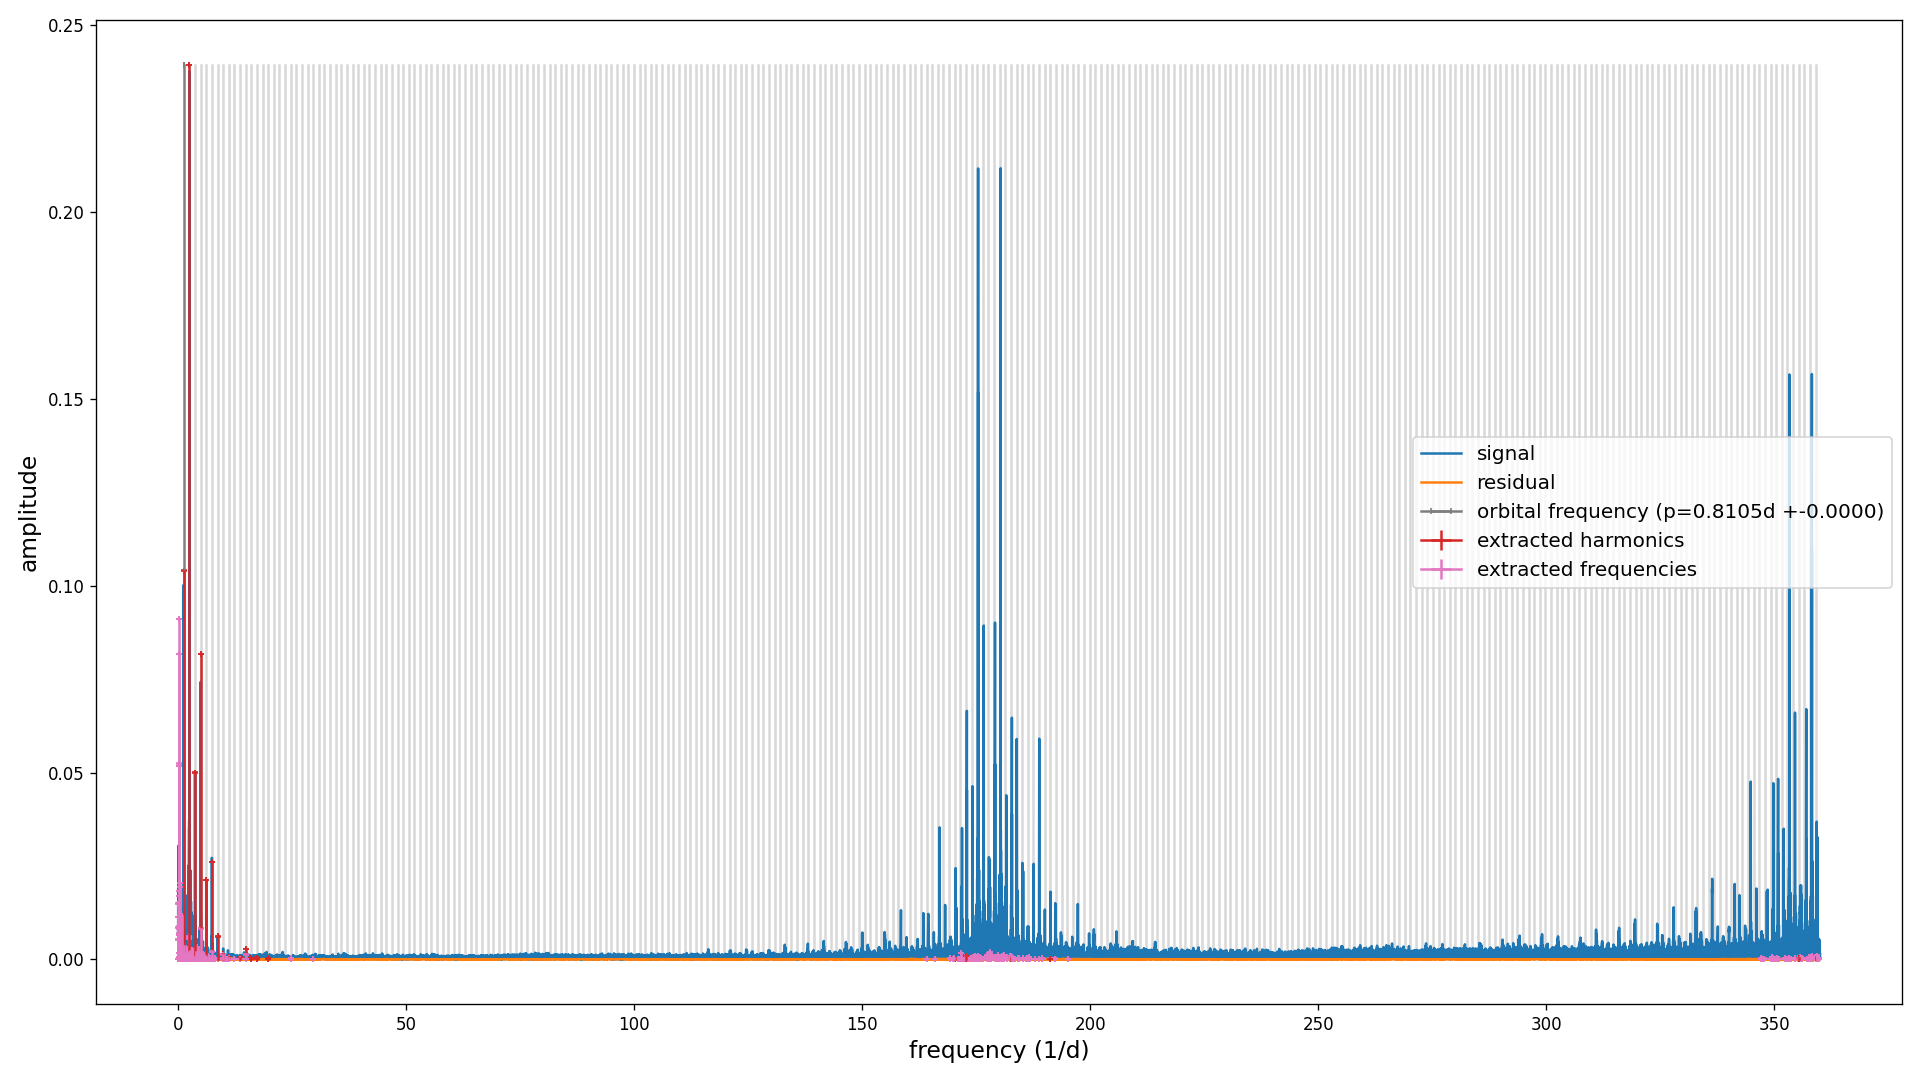 0.25
0.20
0.15
0.10
0.05
0.00
amplitude
0 50 100 150 200 250 300 350
frequency (1/d)
signal
residual
orbital frequency (p=0.8105d +-0.0000)
extracted harmonics
extracted frequencies